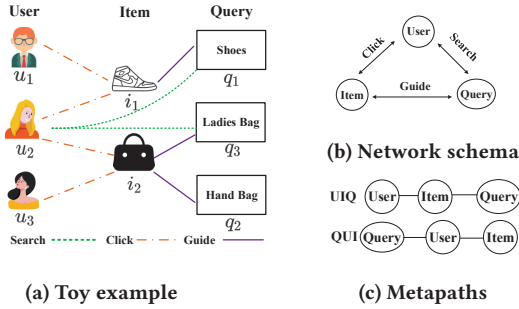 User Item Query
Shoes
u1
i1
q1
Ladies Bag
u2
q3
i2
Hand Bag
u3
q2
Search Click Guide
(a) Toy example
User
Click
Search
Item
Guide
Query
(b) Network schema
UIQ User Item Query
QUI Query User Item
(c) Metapaths